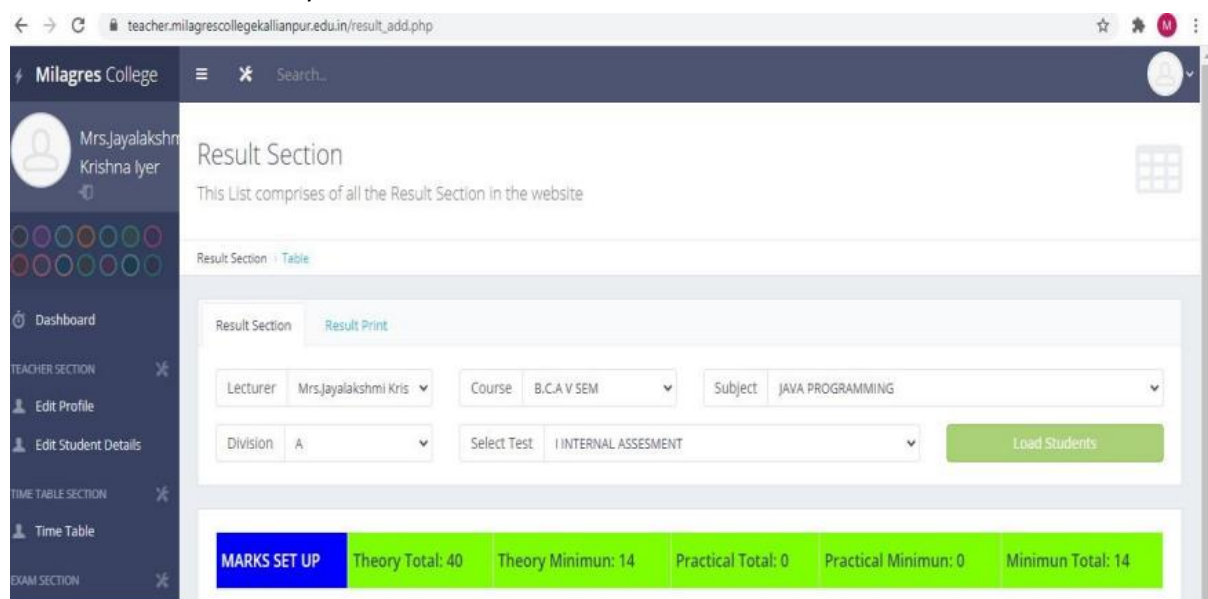 teacher.milagrescollegekallianpur.edu.in/result_add.php
M
Milagres College
Search..
Mrs.Jayalakshm
Krishna Iyer
Result Section
This List comprises of all the Result Section in the website
Result Section
Table
Dashboard
TEACHER SECTION
Edit Profile
Edit Student Details
TIME TABLE SECTION
Time Table
EXAM SECTION
Result Section
Result Print
Lecturer Mrs.Jayalakshmi Kris
Course B.C.A V SEM
Subject JAVA PROGRAMMING
Division A
Select Test I INTERNAL ASSESMENT
Load Students
MARKS SET UP
Theory Total: 40
Theory Minimun: 14
Practical Total: 0
Practical Minimun: 0
Minimun Total: 14